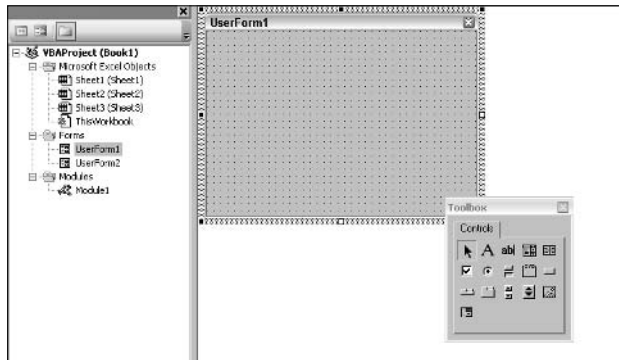 VBAProject (Book1)
Microsoft Excel Objects
Sheet1 (Sheet1)
Sheet2 (Sheet2)
Sheet3 (Sheet3)
ThisWorkbook
Forms
UserForm1
UserForm2
Modules
Module1
UserForm1
Toolbox
Controls
A
ab|